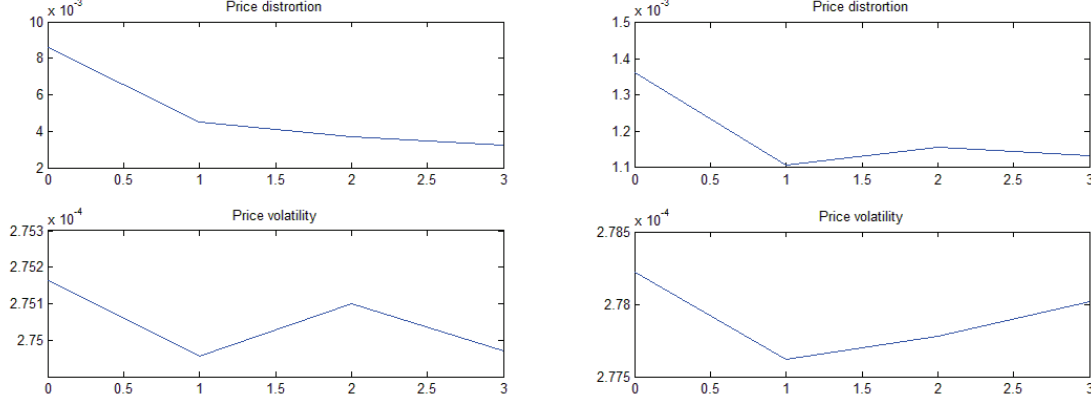 Price distrortion
x 10^-3
10
8
6
4
2
0 0.5 1 1.5 2 2.5 3
Price distrortion
x 10^-3
1.5
1.4
1.3
1.2
1.1
0 0.5 1 1.5 2 2.5 3
Price volatility
x 10^-4
2.753
2.752
2.751
2.75
0 0.5 1 1.5 2 2.5 3
Price volatility
x 10^-4
2.785
2.78
2.775
0 0.5 1 1.5 2 2.5 3